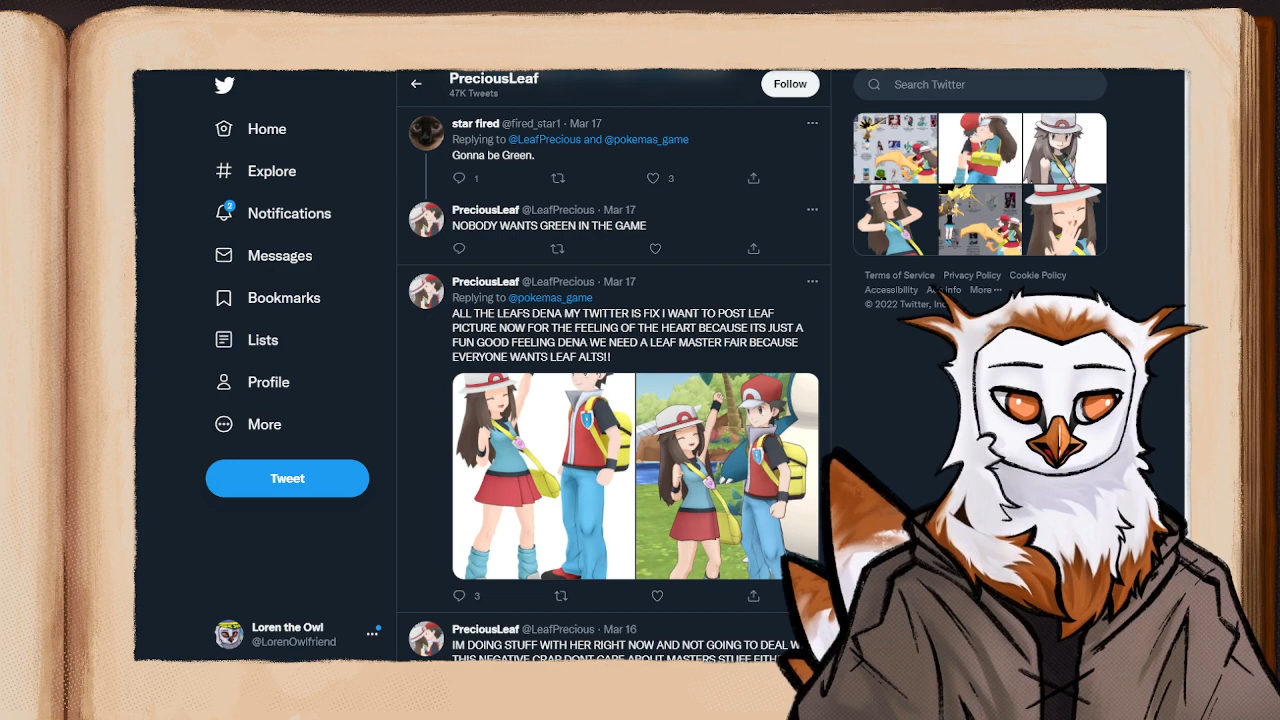 PreciousLeaf
47K Tweets
Follow
Search Twitter
Home
Explore
2
Notifications
Messages
Bookmarks
Lists
Profile
More
Tweet
Loren the Owl
@LorenOwlfriend
star fired @fired_star1 · Mar 17
Replying to @LeafPrecious and @pokemas_game
Gonna be Green.
1
3
PreciousLeaf @LeafPrecious · Mar 17
NOBODY WANTS GREEN IN THE GAME
PreciousLeaf @LeafPrecious · Mar 17
Replying to @pokemas_game
ALL THE LEAFS DENA MY TWITTER IS FIX I WANT TO POST LEAF
PICTURE NOW FOR THE FEELING OF THE HEART BECAUSE ITS JUST A
FUN GOOD FEELING DENA WE NEED A LEAF MASTER FAIR BECAUSE
EVERYONE WANTS LEAF ALTS!!
3
PreciousLeaf @LeafPrecious · Mar 16
IM DOING STUFF WITH HER RIGHT NOW AND NOT GOING TO DEAL
THIS NEGATIVE CRAP DONT CARE ABOUT MASTERS STUFF
Terms of Service Privacy Policy Cookie Policy
Accessibility Info More
© 2022 Twitter,